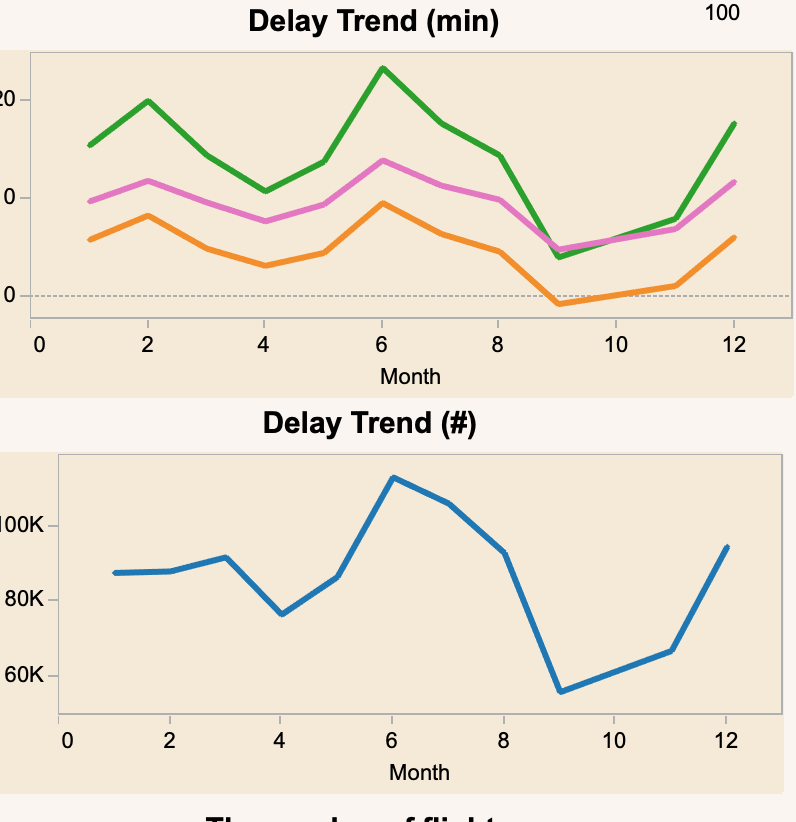 Delay Trend (min)
100
20
0
0
0 2 4 6 8 10 12
Month
Delay Trend (#)
100K
80K
60K
0 2 4 6 8 10 12
Month